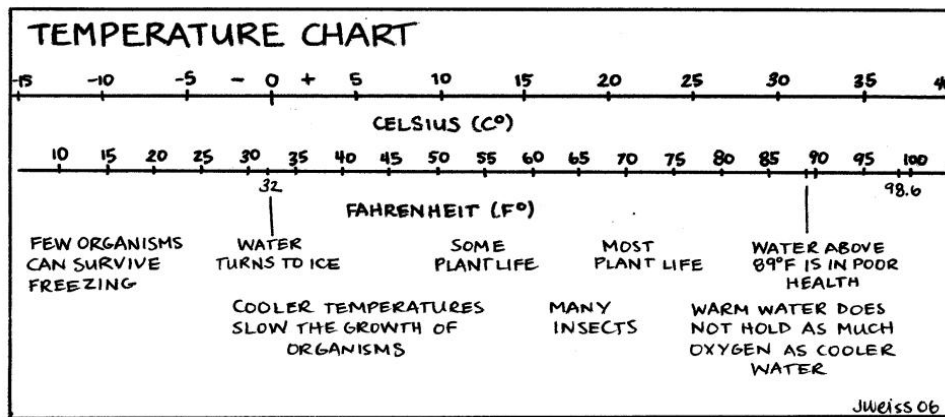 TEMPERATURE CHART
-15 -10 -5 - 0 + 5 10 15 20 25 30 35 40
CELSIUS (C°)
10 15 20 25 30 35 40 45 50 55 60 65 70 75 80 85 90 95 100
32 98.6
FAHRENHEIT (F°)
FEW ORGANISMS WATER SOME MOST WATER ABOVE
CAN SURVIVE TURNS TO ICE PLANT LIFE PLANT LIFE 89°F IS IN POOR
FREEZING HEALTH
COOLER TEMPERATURES MANY WARM WATER DOES
SLOW THE GROWTH OF INSECTS NOT HOLD AS MUCH
ORGANISMS OXYGEN AS COOLER
WATER
JWeiss 06